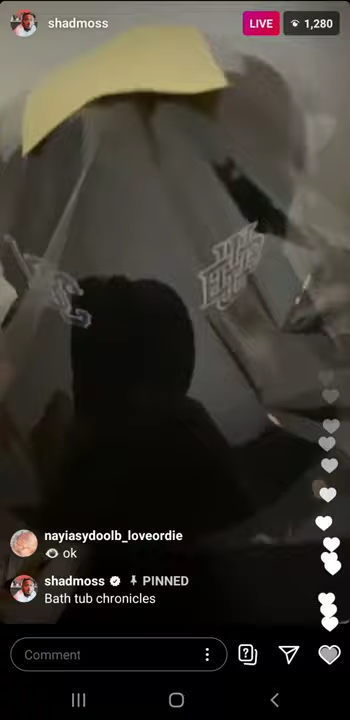 shadmoss
LIVE
1,280
nayiasydoolb_loveordie
👁 ok
shadmoss PINNED
Bath tub chronicles
Comment